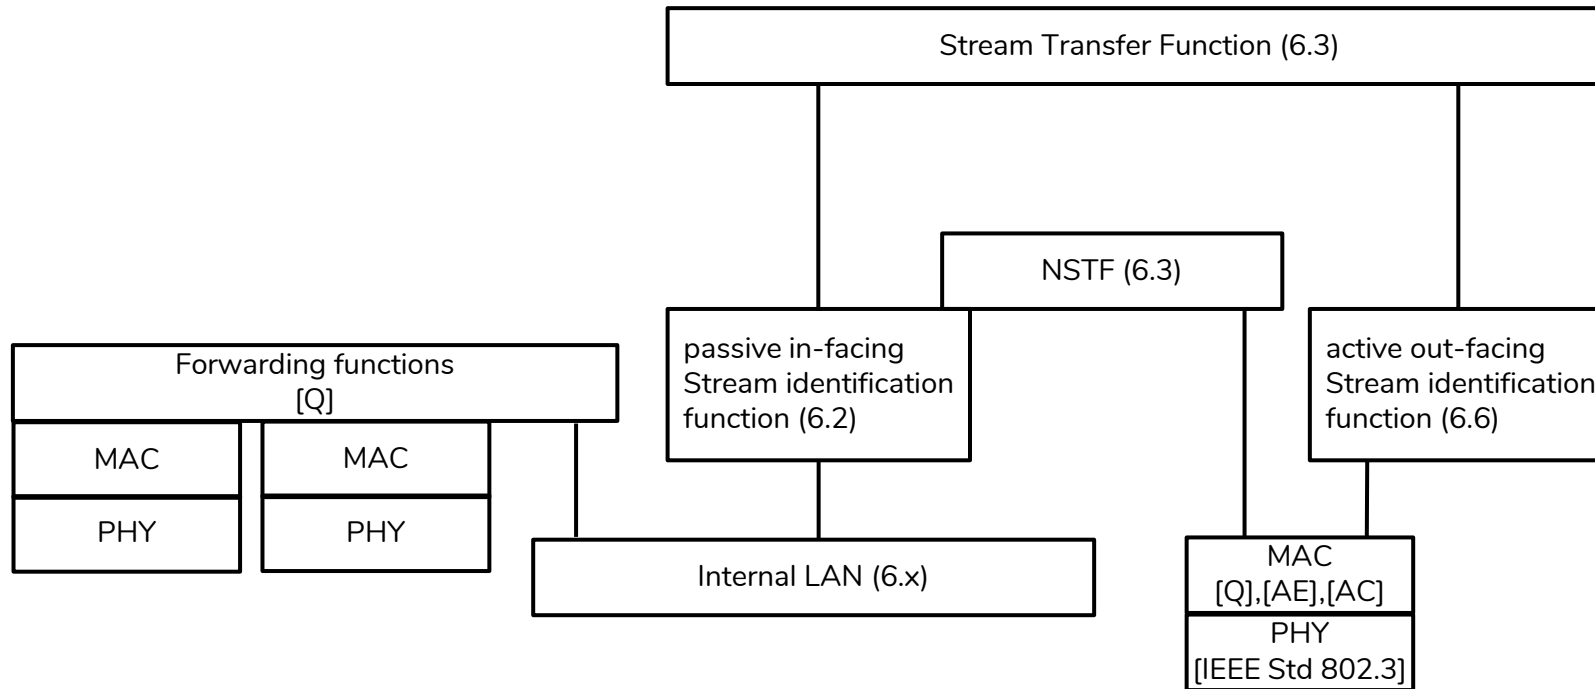 Stream Transfer Function (6.3)
NSTF (6.3)
passive in-facing
Stream identification
function (6.2)
active out-facing
Stream identification
function (6.6)
Forwarding functions
[Q]
MAC
MAC
PHY
PHY
Internal LAN (6.x)
MAC
[Q],[AE],[AC]
PHY
[IEEE Std 802.3]